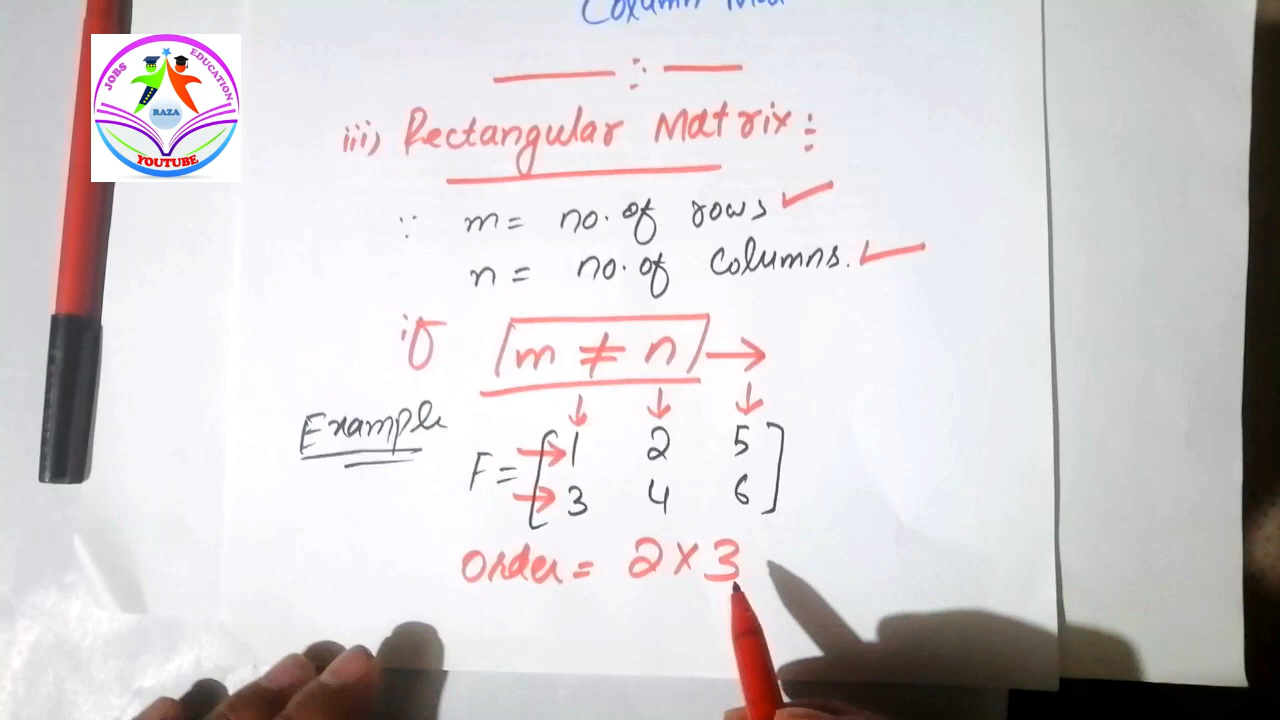 Column
JOBS EDUCATION
RAZA
YOUTUBE
iii) Rectangular Matrix:
∵ m = no. of rows ✓
n = no. of columns. ✓
if m ≠ n →
Example
↓ ↓ ↓
F = [ → 1 2 5 ]
→ 3 4 6
Order = 2 × 3